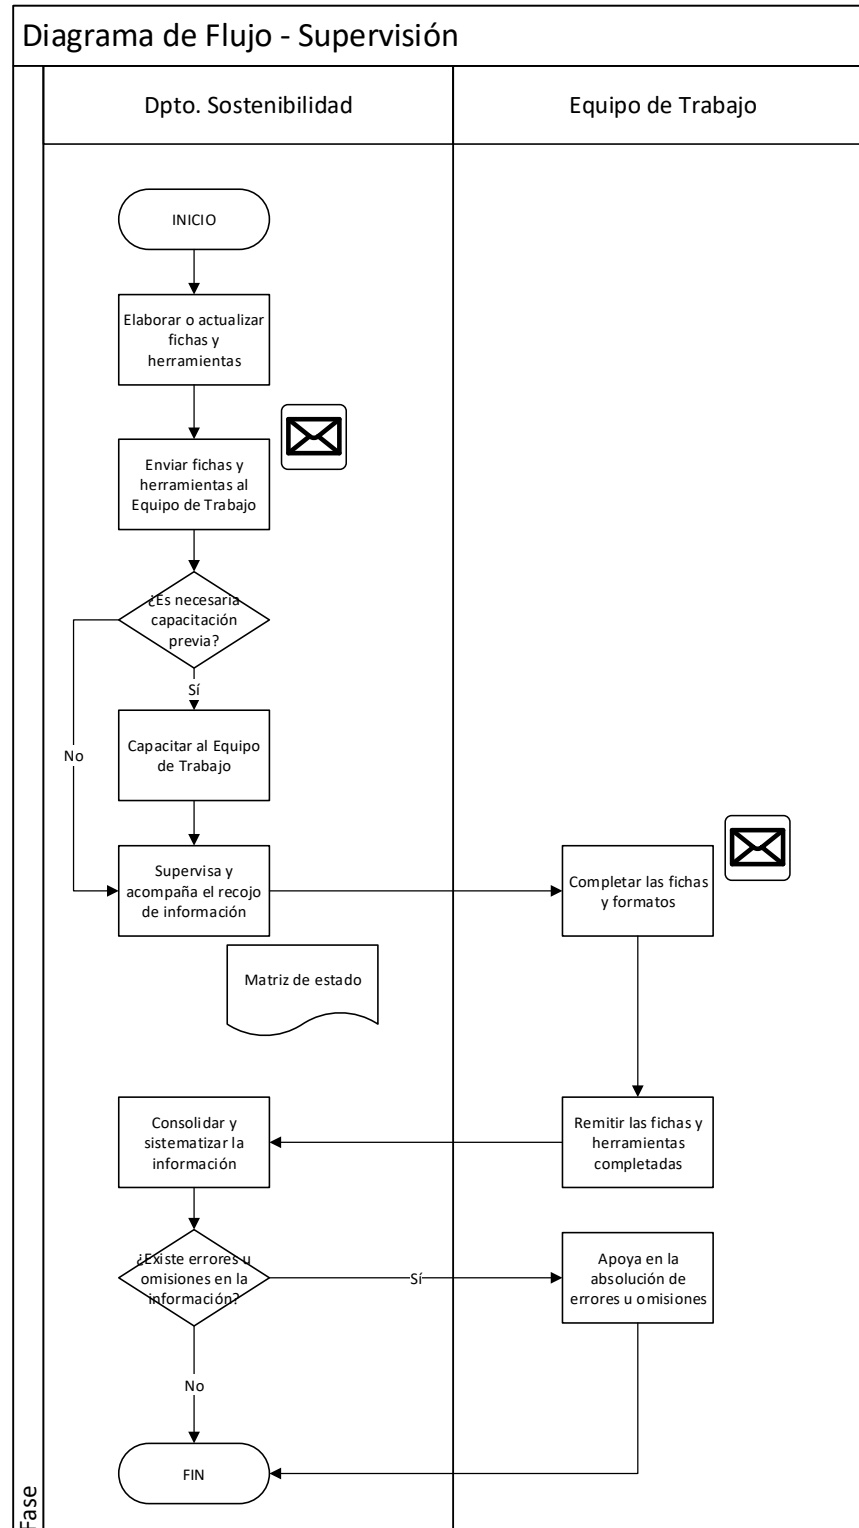 Diagrama de Flujo - Supervisión
Dpto. Sostenibilidad
Equipo de Trabajo
INICIO
Elaborar o actualizar
fichas y
herramientas
Enviar fichas y
herramientas al
Equipo de Trabajo
¿Es necesaria
capacitación
previa?
Sí
No
Capacitar al Equipo
de Trabajo
Supervisa y
acompaña el recojo
de información
Completar las fichas
y formatos
Matriz de estado
Consolidar y
sistematizar la
información
Remitir las fichas y
herramientas
completadas
¿Existe errores u
omisiones en la
información?
Sí
Apoya en la
absolución de
errores u omisiones
No
FIN
Fase